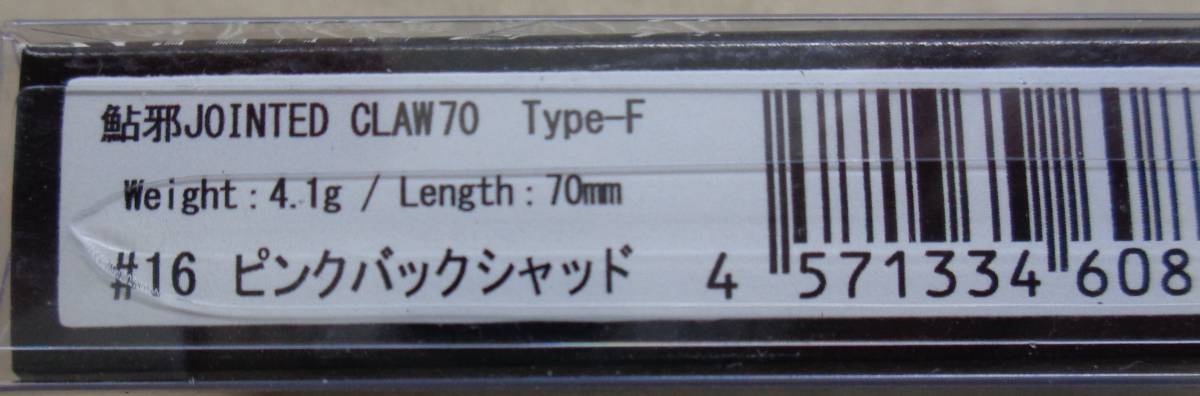 鮎邪JOINTED CLAW70 Type-F
Weight:4.1g / Length:70mm
#16 ピンクバックシャッド
4 571334 608